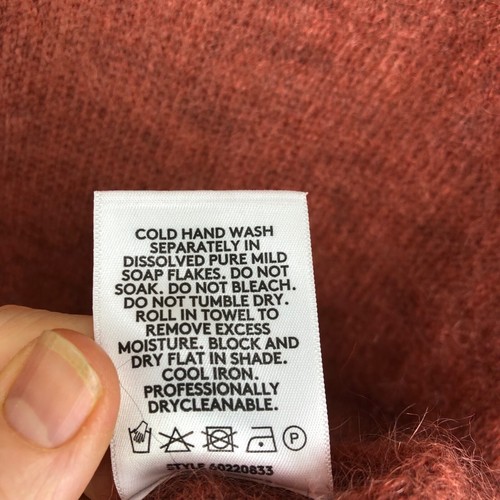 COLD HAND WASH
SEPARATELY IN
DISSOLVED PURE MILD
SOAP FLAKES. DO NOT
SOAK. DO NOT BLEACH.
DO NOT TUMBLE DRY.
ROLL IN TOWEL TO
REMOVE EXCESS
MOISTURE. BLOCK AND
DRY FLAT IN SHADE.
COOL IRON.
PROFESSIONALLY
DRYCLEANABLE.
P
STYLE 60220833